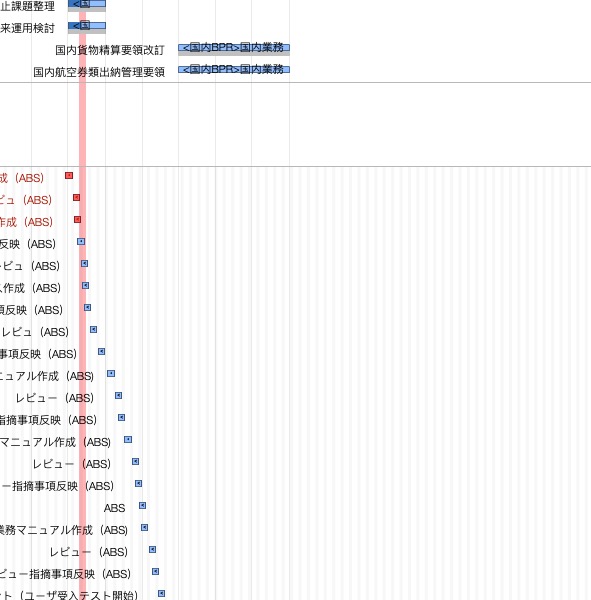 止課題整理 <国
来運用検討 <国
国内貨物精算要領改訂 <国内BPR>国内業務
国内航空券類出納管理要領 <国内BPR>国内業務
成（ABS）
ビュ（ABS）
作成（ABS）
反映（ABS）
ビュ（ABS）
作成（ABS）
項反映（ABS）
レビュ（ABS）
事項反映（ABS）
ニュアル作成（ABS）
レビュー（ABS）
指摘事項反映（ABS）
マニュアル作成（ABS）
レビュー（ABS）
ー指摘事項反映（ABS）
ABS
業務マニュアル作成（ABS）
レビュー（ABS）
ビュー指摘事項反映（ABS）
ト（ユーザ受入テスト開始）